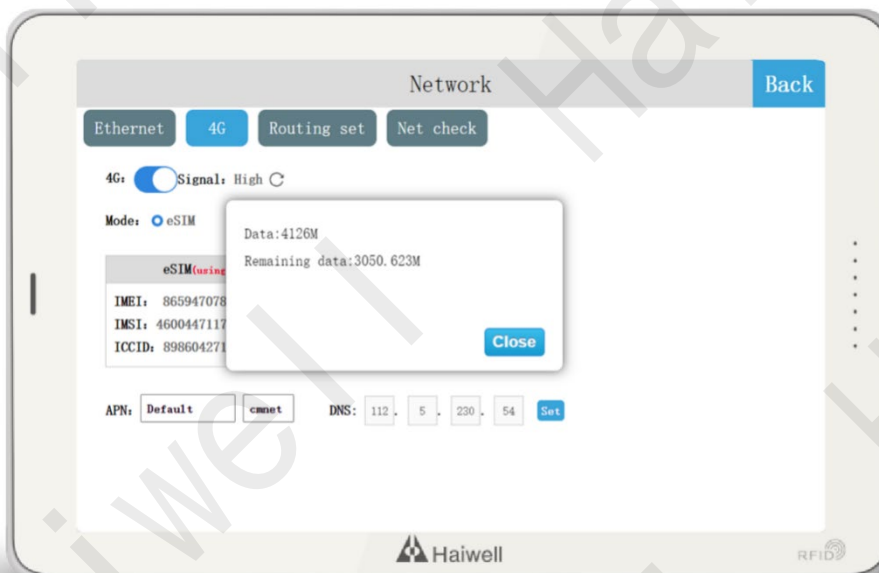 Network
Back
Ethernet
4G
Routing set
Net check
4G: Signal: High
Mode: eSIM
Data:4126M
Remaining data:3050.623M
Close
eSIM(using
IMEI: 865947078
IMSI: 4600447117
ICCID: 898604271
APN: Default cmnet DNS: 112 . 5 . 230 . 54 Set
Haiwell
RFID